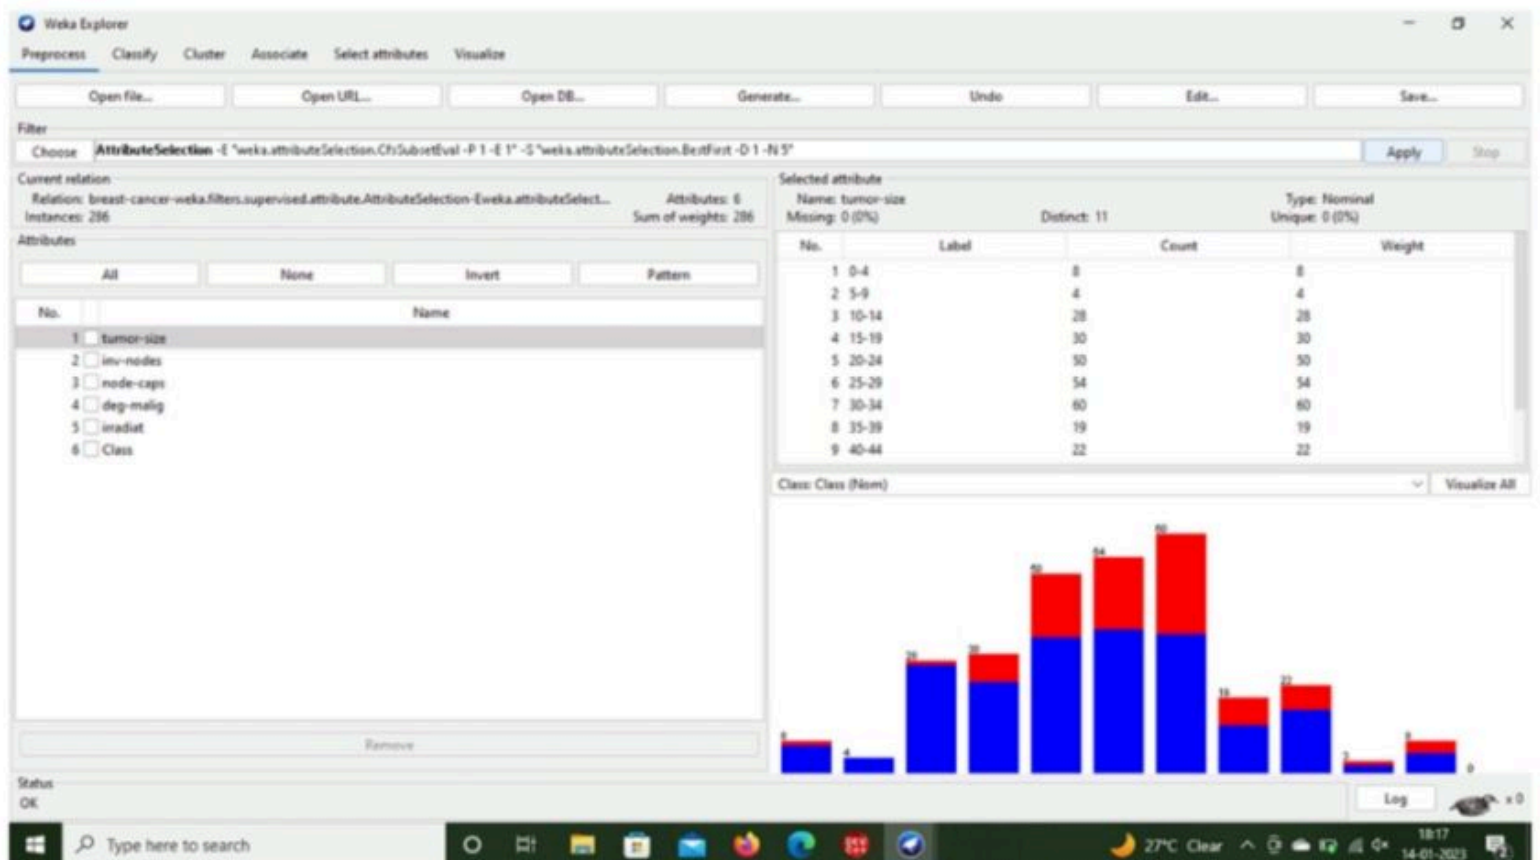 Weka Explorer
Preprocess Classify Cluster Associate Select attributes Visualize
Open file... Open URL... Open DB... Generate... Undo Edit... Save...
Filter
Choose AttributeSelection -E "weka.attributeSelection.CfsSubsetEval -P 1 -E 1" -S "weka.attributeSelection.BestFirst -D 1 -N 5" Apply Stop
Current relation
Relation: breast-cancer-weka.filters.supervised.attribute.AttributeSelection-Eweka.attributeSelect... Attributes: 6
Instances: 286 Sum of weights: 286
Attributes
All None Invert Pattern
No. Name
1 tumor-size
2 inv-nodes
3 node-caps
4 deg-malig
5 irradiat
6 Class
Remove
Selected attribute
Name: tumor-size Type: Nominal
Missing: 0 (0%) Distinct: 11 Unique: 0 (0%)
No. Label Count Weight
1 0-4 8 8
2 5-9 4 4
3 10-14 28 28
4 15-19 30 30
5 20-24 50 50
6 25-29 54 54
7 30-34 60 60
8 35-39 19 19
9 40-44 22 22
Class: Class (Nom) Visualize All
8 4 28 30 50 54 60 19 22 3 8 0
Status
OK
Log x 0
Type here to search
27°C Clear
18:17
14-01-2023
2